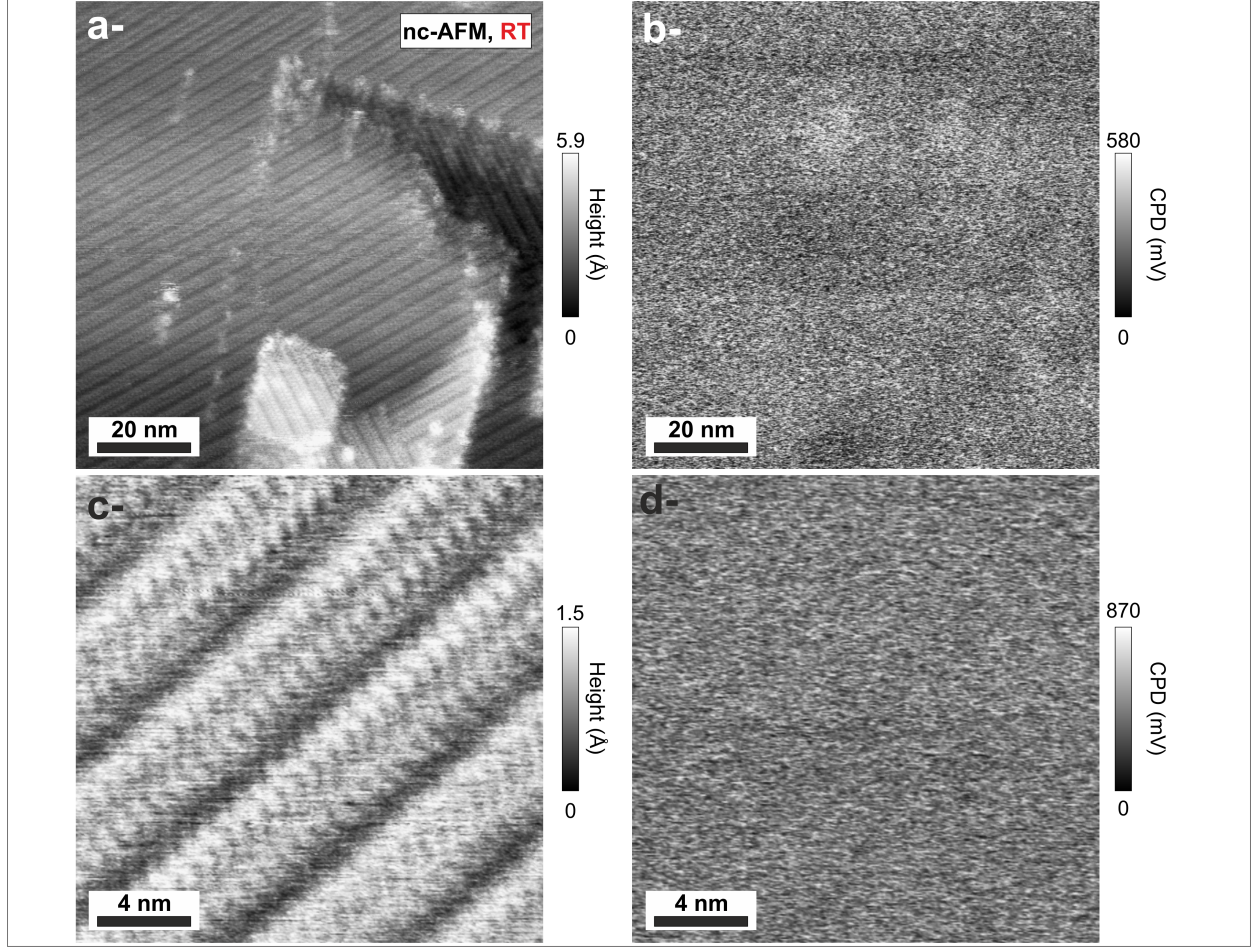 a-
nc-AFM, RT
5.9
Height (Å)
0
20 nm
b-
580
CPD (mV)
0
20 nm
c-
1.5
Height (Å)
0
4 nm
d-
870
CPD (mV)
0
4 nm